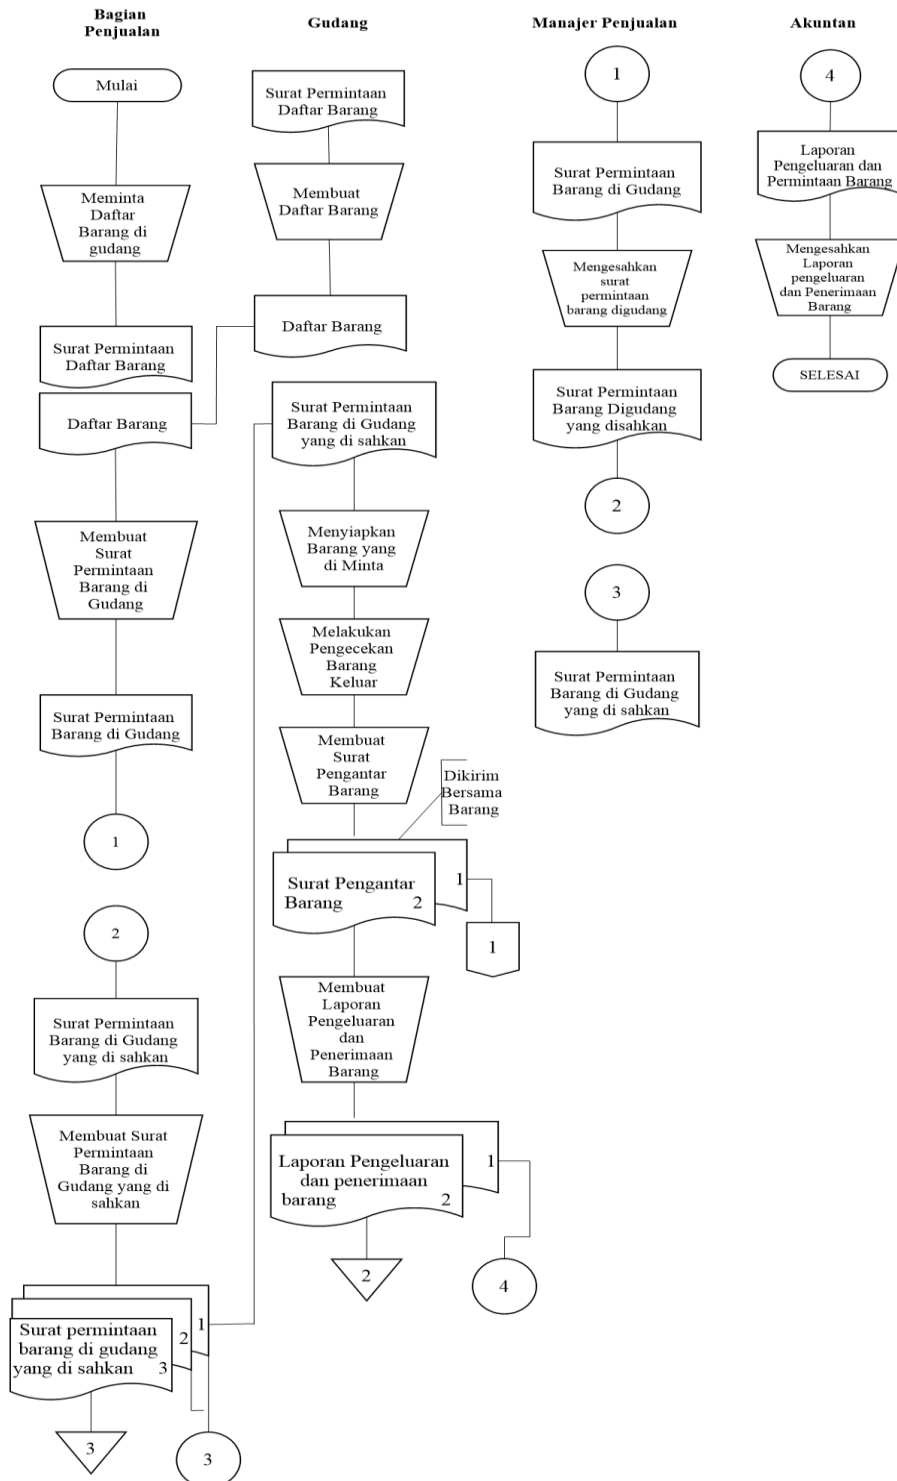 Bagian
Penjualan
Mulai
Meminta
Daftar
Barang di
gudang
Surat Permintaan
Daftar Barang
Daftar Barang
Membuat
Surat
Permintaan
Barang di
Gudang
Surat Permintaan
Barang di Gudang
1
2
Surat Permintaan
Barang di Gudang
yang di sahkan
Membuat Surat
Permintaan
Barang di
Gudang yang di
sahkan
1
2
Surat permintaan
barang di gudang
yang di sahkan 3
3
3
Gudang
Surat Permintaan
Daftar Barang
Membuat
Daftar Barang
Daftar Barang
Surat Permintaan
Barang di Gudang
yang di sahkan
Menyiapkan
Barang yang
di Minta
Melakukan
Pengecekan
Barang
Keluar
Membuat
Surat
Pengantar
Barang
Dikirim
Bersama
Barang
1
Surat Pengantar
Barang 2
1
Membuat
Laporan
Pengeluaran
dan
Penerimaan
Barang
1
Laporan Pengeluaran
dan penerimaan
barang 2
2
4
Manajer Penjualan
1
Surat Permintaan
Barang di Gudang
Mengesahkan
surat
permintaan
barang digudang
Surat Permintaan
Barang Digudang
yang disahkan
2
3
Surat Permintaan
Barang di Gudang
yang di sahkan
Akuntan
4
Laporan
Pengeluaran dan
Permintaan Barang
Mengesahkan
Laporan
pengeluaran
dan Penerimaan
Barang
SELESAI